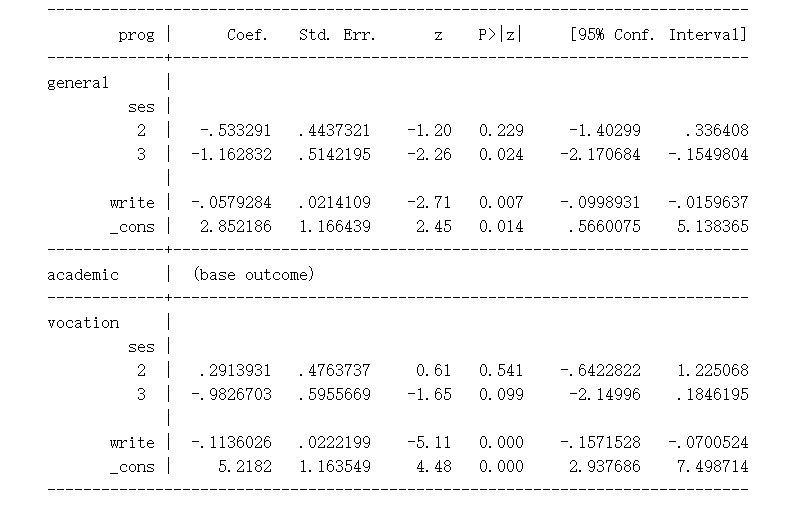 ------------------------------------------------------------------------------
        prog |      Coef.   Std. Err.      z    P>|z|     [95% Conf. Interval]
-------------+----------------------------------------------------------------
general      |
         ses |
          2  |   -.533291   .4437321    -1.20   0.229     -1.40299     .336408
          3  |  -1.162832   .5142195    -2.26   0.024    -2.170684   -.1549804
             |
       write |  -.0579284   .0214109    -2.71   0.007    -.0998931   -.0159637
       _cons |   2.852186   1.166439     2.45   0.014     .5660075    5.138365
-------------+----------------------------------------------------------------
academic     |  (base outcome)
-------------+----------------------------------------------------------------
vocation     |
         ses |
          2  |   .2913931   .4763737     0.61   0.541    -.6422822    1.225068
          3  |  -.9826703   .5955669    -1.65   0.099     -2.14996    .1846195
             |
       write |  -.1136026   .0222199    -5.11   0.000    -.1571528   -.0700524
       _cons |     5.2182   1.163549     4.48   0.000     2.937686    7.498714
------------------------------------------------------------------------------